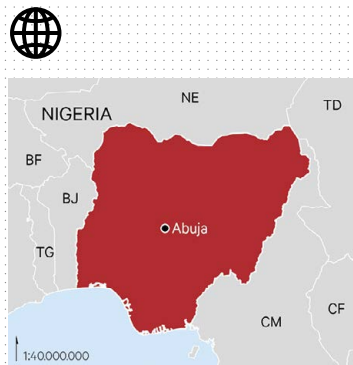 NE
TD
NIGERIA
BF
BJ
Abuja
TG
CF
CM
1:40.000.000